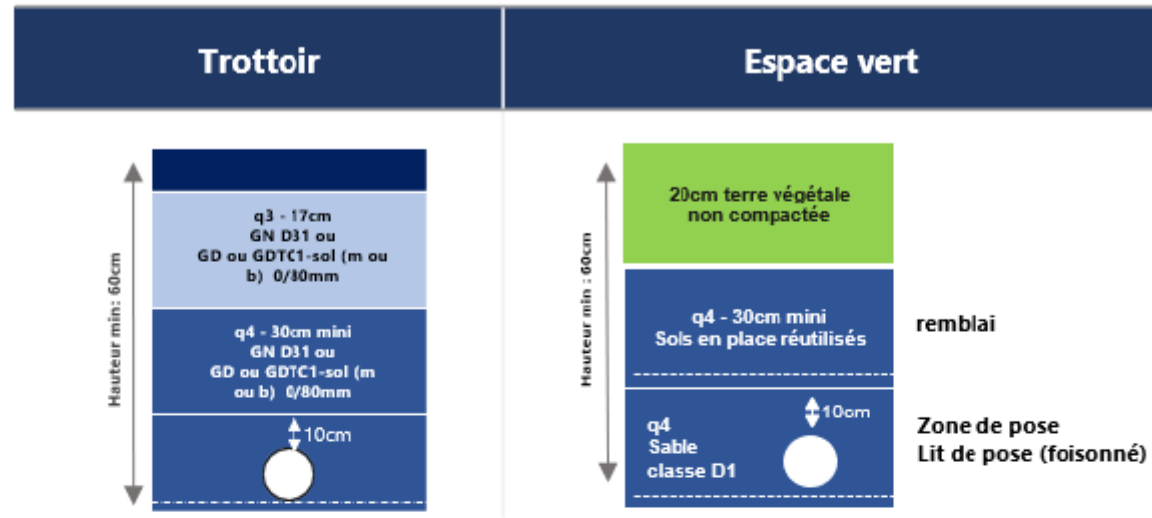 Trottoir
Espace vert
Hauteur min: 60cm
q3 - 17cm
GN D31 ou
GD ou GDTC1-sol (m ou
b) 0/80mm
q4 - 30cm mini
GN D31 ou
GD ou GDTC1-sol (m
ou b) 0/80mm
10cm
Hauteur min : 60cm
20cm terre végétale
non compactée
q4 - 30cm mini
Sols en place réutilisés
remblai
10cm
q4
Sable
classe D1
Zone de pose
Lit de pose (foisonné)